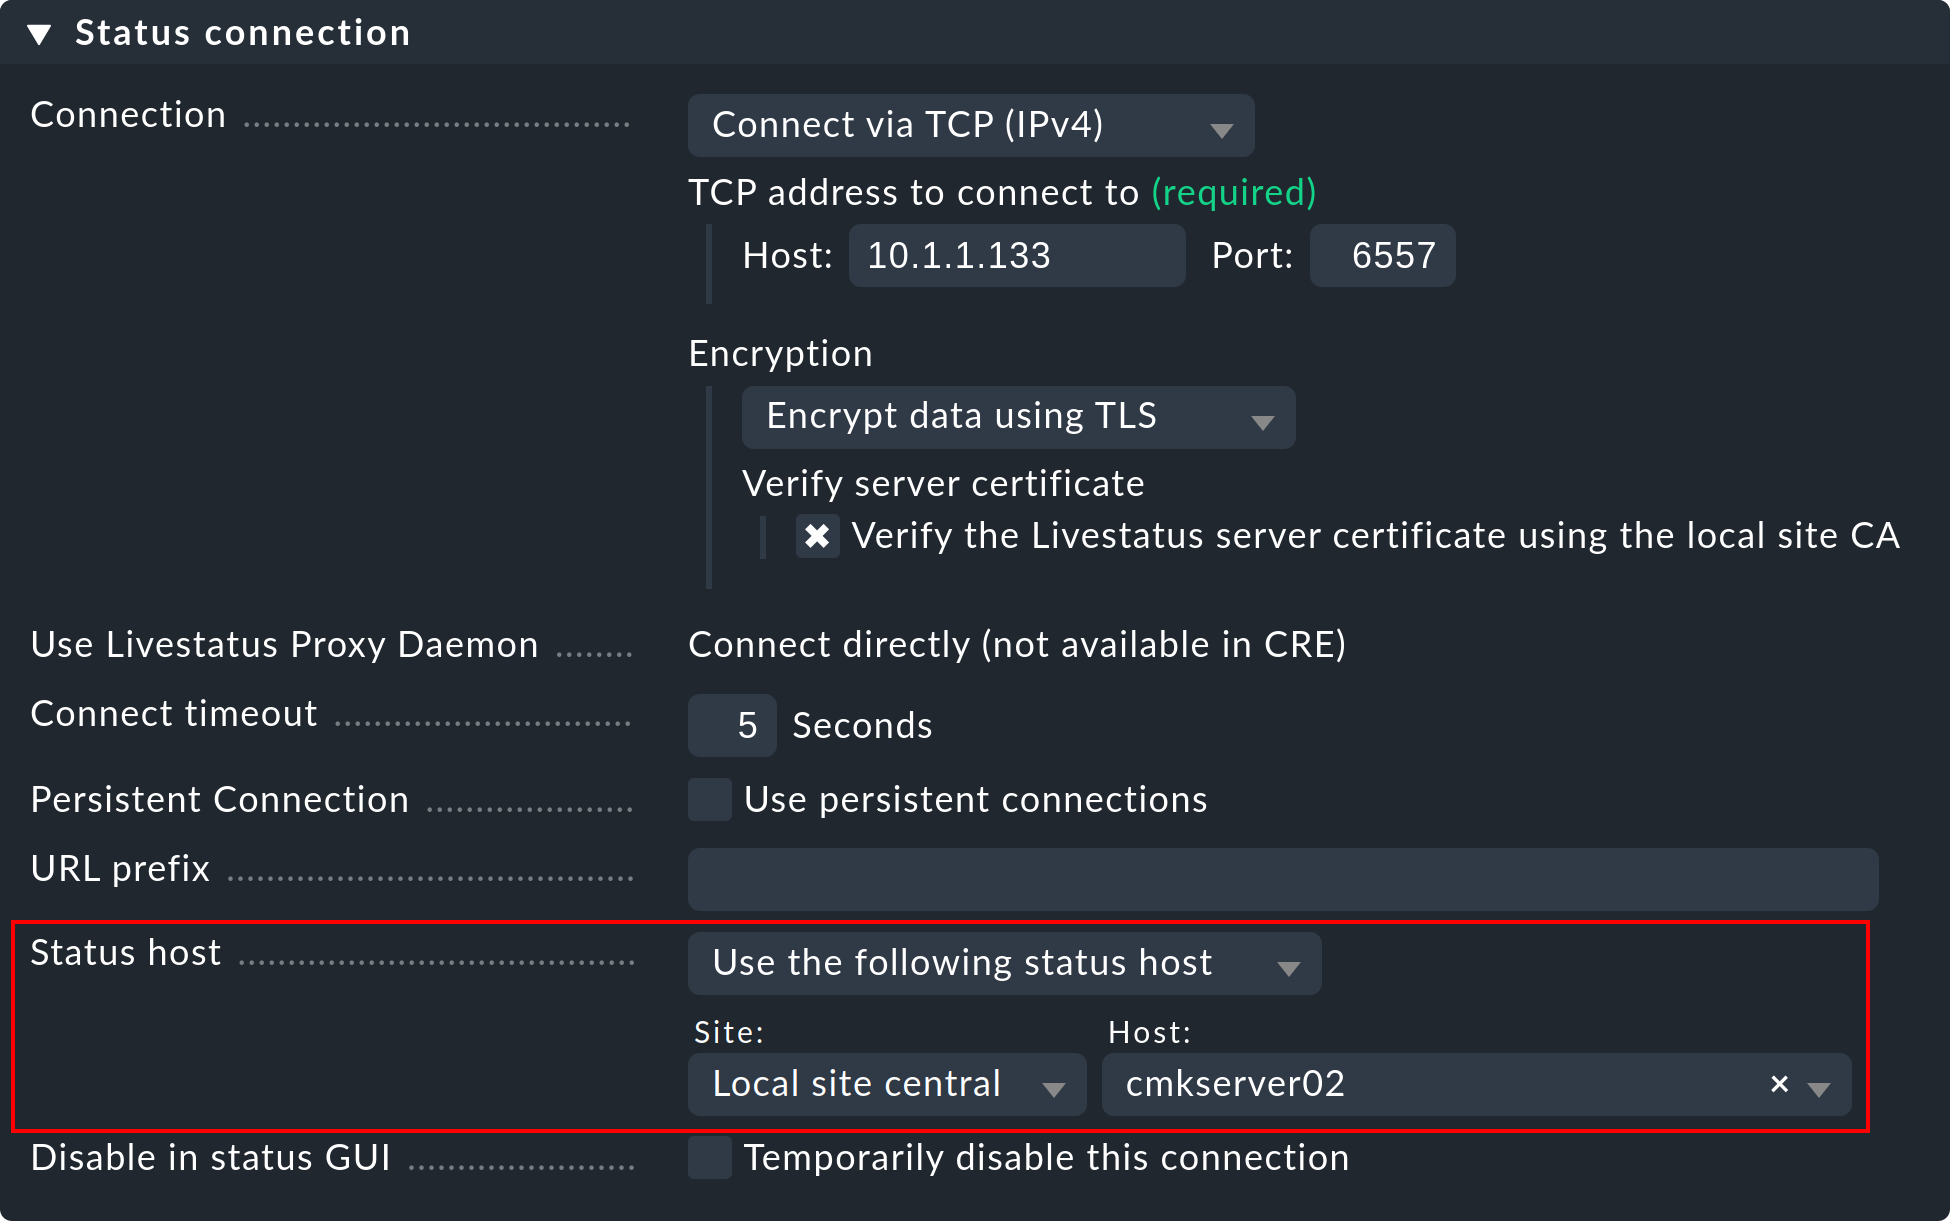 Status connection
Connection
Connect via TCP (IPv4)
TCP address to connect to (required)
Host: 10.1.1.133 Port: 6557
Encryption
Encrypt data using TLS
Verify server certificate
Verify the Livestatus server certificate using the local site CA
Use Livestatus Proxy Daemon Connect directly (not available in CRE)
Connect timeout 5 Seconds
Persistent Connection Use persistent connections
URL prefix
Status host Use the following status host
Site: Host:
Local site central cmkserver02
Disable in status GUI Temporarily disable this connection